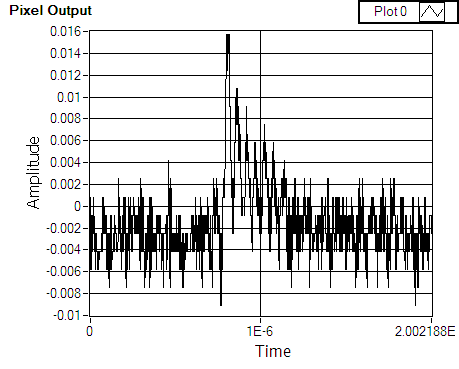 Pixel Output
Plot 0
0.016
0.014
0.012
0.01
0.008
0.006
0.004
0.002
0
-0.002
-0.004
-0.006
-0.008
-0.01
Amplitude
0
1E-6
2.002188E
Time